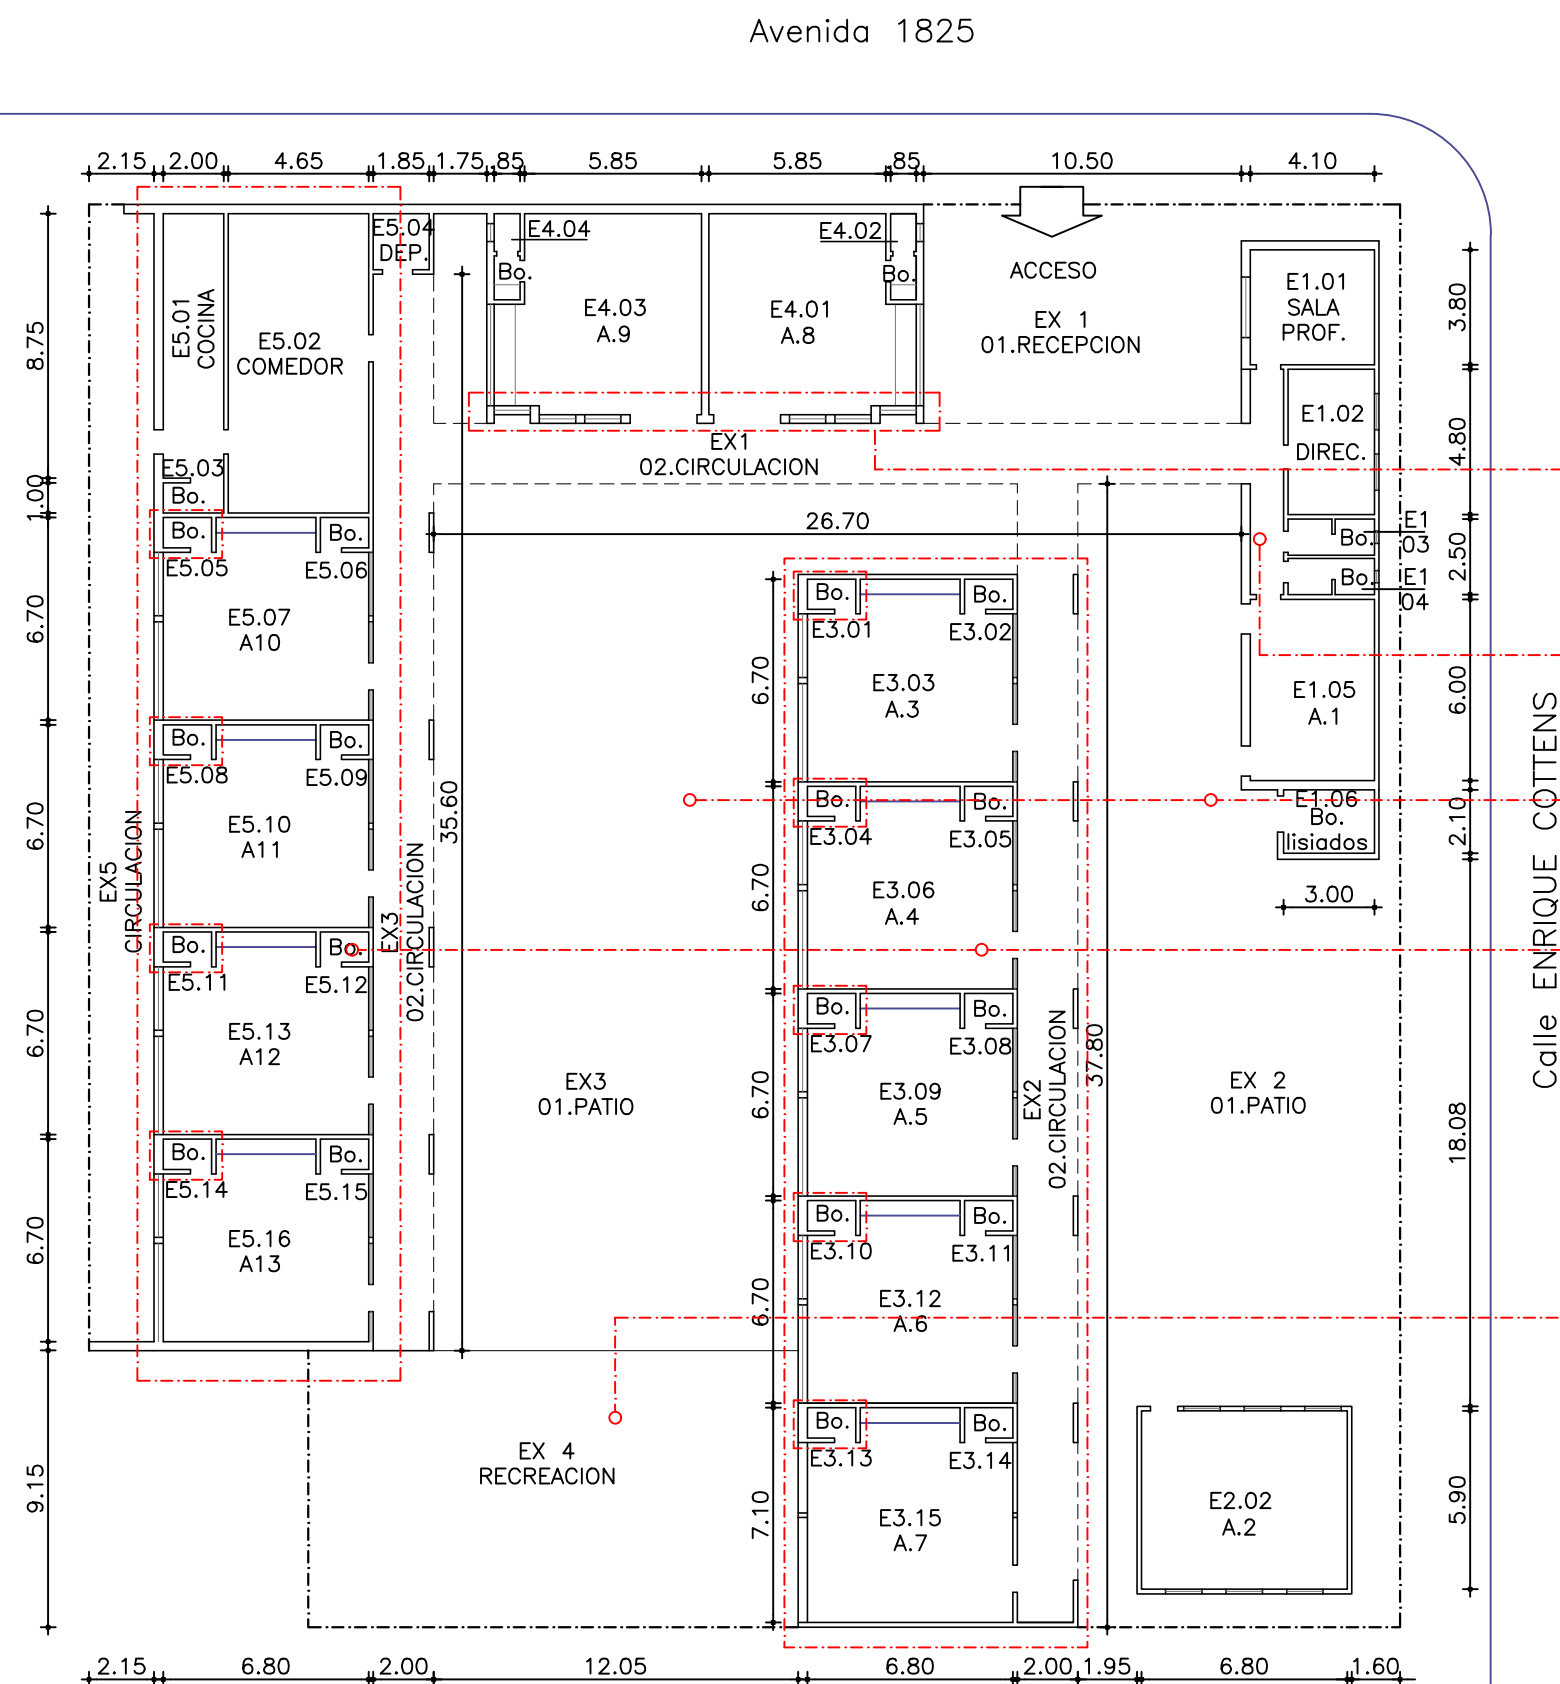 Avenida 1825
2.15
2.00
4.65
1.85
1.75
.85
5.85
5.85
.85
10.50
4.10
E5.04
DEP.
E4.04
Bo.
E4.02
Bo.
ACCESO
EX 1
01.RECEPCION
E1.01
SALA
PROF.
3.80
8.75
E5.01
COCINA
E5.02
COMEDOR
E4.03
A.9
E4.01
A.8
E1.02
DIREC.
4.80
EX1
02.CIRCULACION
E5.03
Bo.
1.00
26.70
Bo.
E1
03
2.50
Bo.
E1
04
Bo.
Bo.
E5.05
E5.06
E5.07
A10
6.70
Bo.
Bo.
E3.01
E3.02
E3.03
A.3
6.70
E1.05
A.1
6.00
Calle ENRIQUE COTTENS
Bo.
Bo.
E5.08
E5.09
E5.10
A11
6.70
35.60
Bo.
Bo.
E3.04
E3.05
E3.06
A.4
6.70
E1.06
Bo.
lisiados
2.10
3.00
EX5
CIRCULACION
EX3
02.CIRCULACION
Bo.
Bo.
E5.11
E5.12
E5.13
A12
6.70
Bo.
Bo.
E3.07
E3.08
E3.09
A.5
6.70
EX2
02.CIRCULACION
37.80
EX3
01.PATIO
EX 2
01.PATIO
18.08
Bo.
Bo.
E5.14
E5.15
E5.16
A13
6.70
Bo.
Bo.
E3.10
E3.11
E3.12
A.6
6.70
Bo.
Bo.
E3.13
E3.14
E3.15
A.7
7.10
EX 4
RECREACION
9.15
E2.02
A.2
5.90
2.15
6.80
2.00
12.05
6.80
2.00
1.95
6.80
1.60